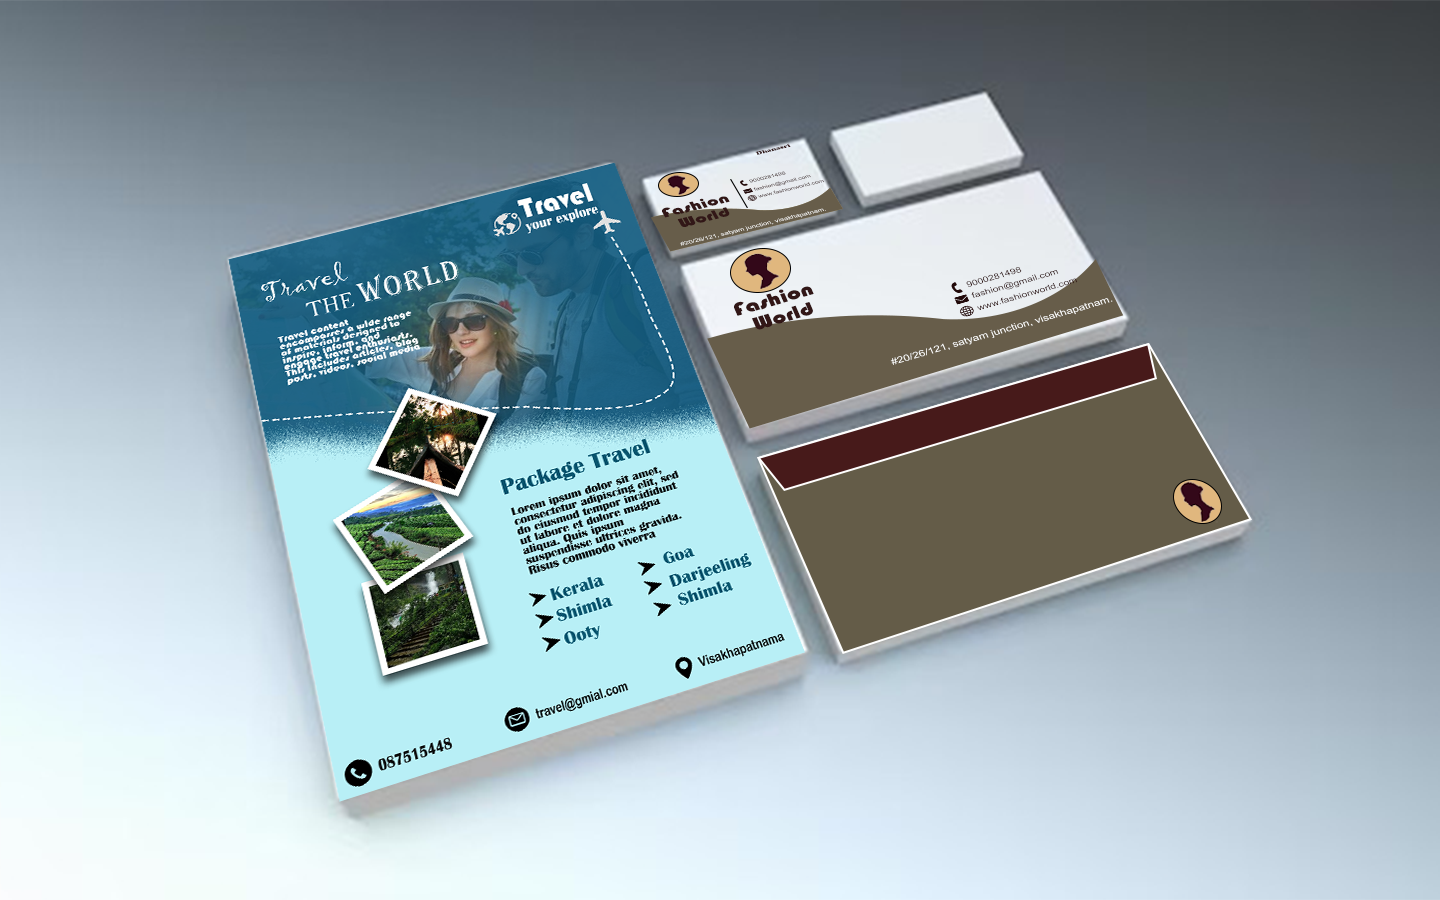 Travel
your explore
Travel
THE WORLD
Travel content
encompasses a wide range
of materials designed to
inspire, inform, and
engage travel enthusiasts.
This includes articles, blog
posts, videos, social media
Package Travel
Lorem ipsum dolor sit amet,
consectetur adipiscing elit, sed
do eiusmod tempor incididunt
ut labore et dolore magna
aliqua. Quis ipsum
suspendisse ultrices gravida.
Risus commodo viverra
Kerala
Shimla
Ooty
Goa
Darjeeling
Shimla
Visakhapatnama
travel@gmial.com
087515448
Dhanasri
Fashion
World
9000281498
fashion@gmail.com
www.fashionworld.com
#20/26/121, satyam junction, visakhapatnam.
Fashion
World
9000281498
fashion@gmail.com
www.fashionworld.com
#20/26/121, satyam junction, visakhapatnam.